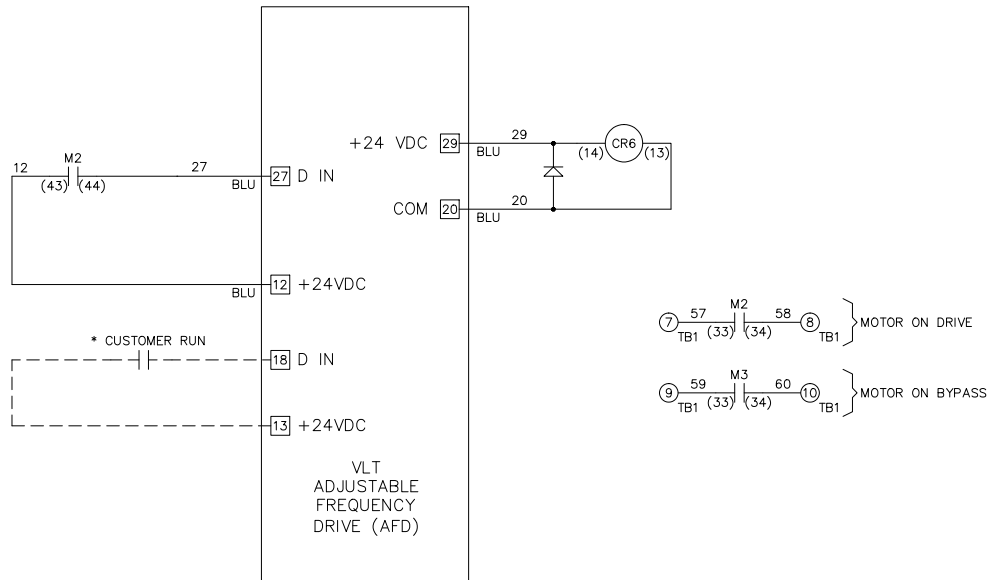 +24 VDC 29 29 BLU (14) CR6 (13)
12 M2 (43) (44) 27 BLU 27 D IN
COM 20 20 BLU
BLU 12 +24VDC
7 TB1 57 (33) M2 (34) 58 8 TB1 MOTOR ON DRIVE
* CUSTOMER RUN
18 D IN
9 TB1 59 (33) M3 (34) 60 10 TB1 MOTOR ON BYPASS
13 +24VDC
VLT
ADJUSTABLE
FREQUENCY
DRIVE (AFD)